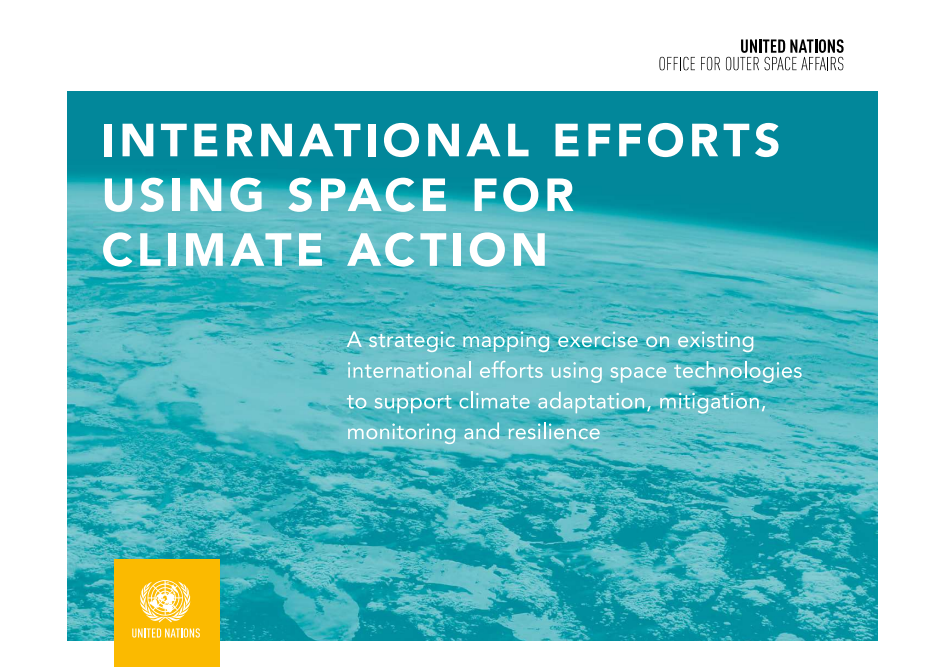 UNITED NATIONS
OFFICE FOR OUTER SPACE AFFAIRS
INTERNATIONAL EFFORTS
USING SPACE FOR
CLIMATE ACTION
A strategic mapping exercise on existing
international efforts using space technologies
to support climate adaptation, mitigation,
monitoring and resilience
UNITED NATIONS